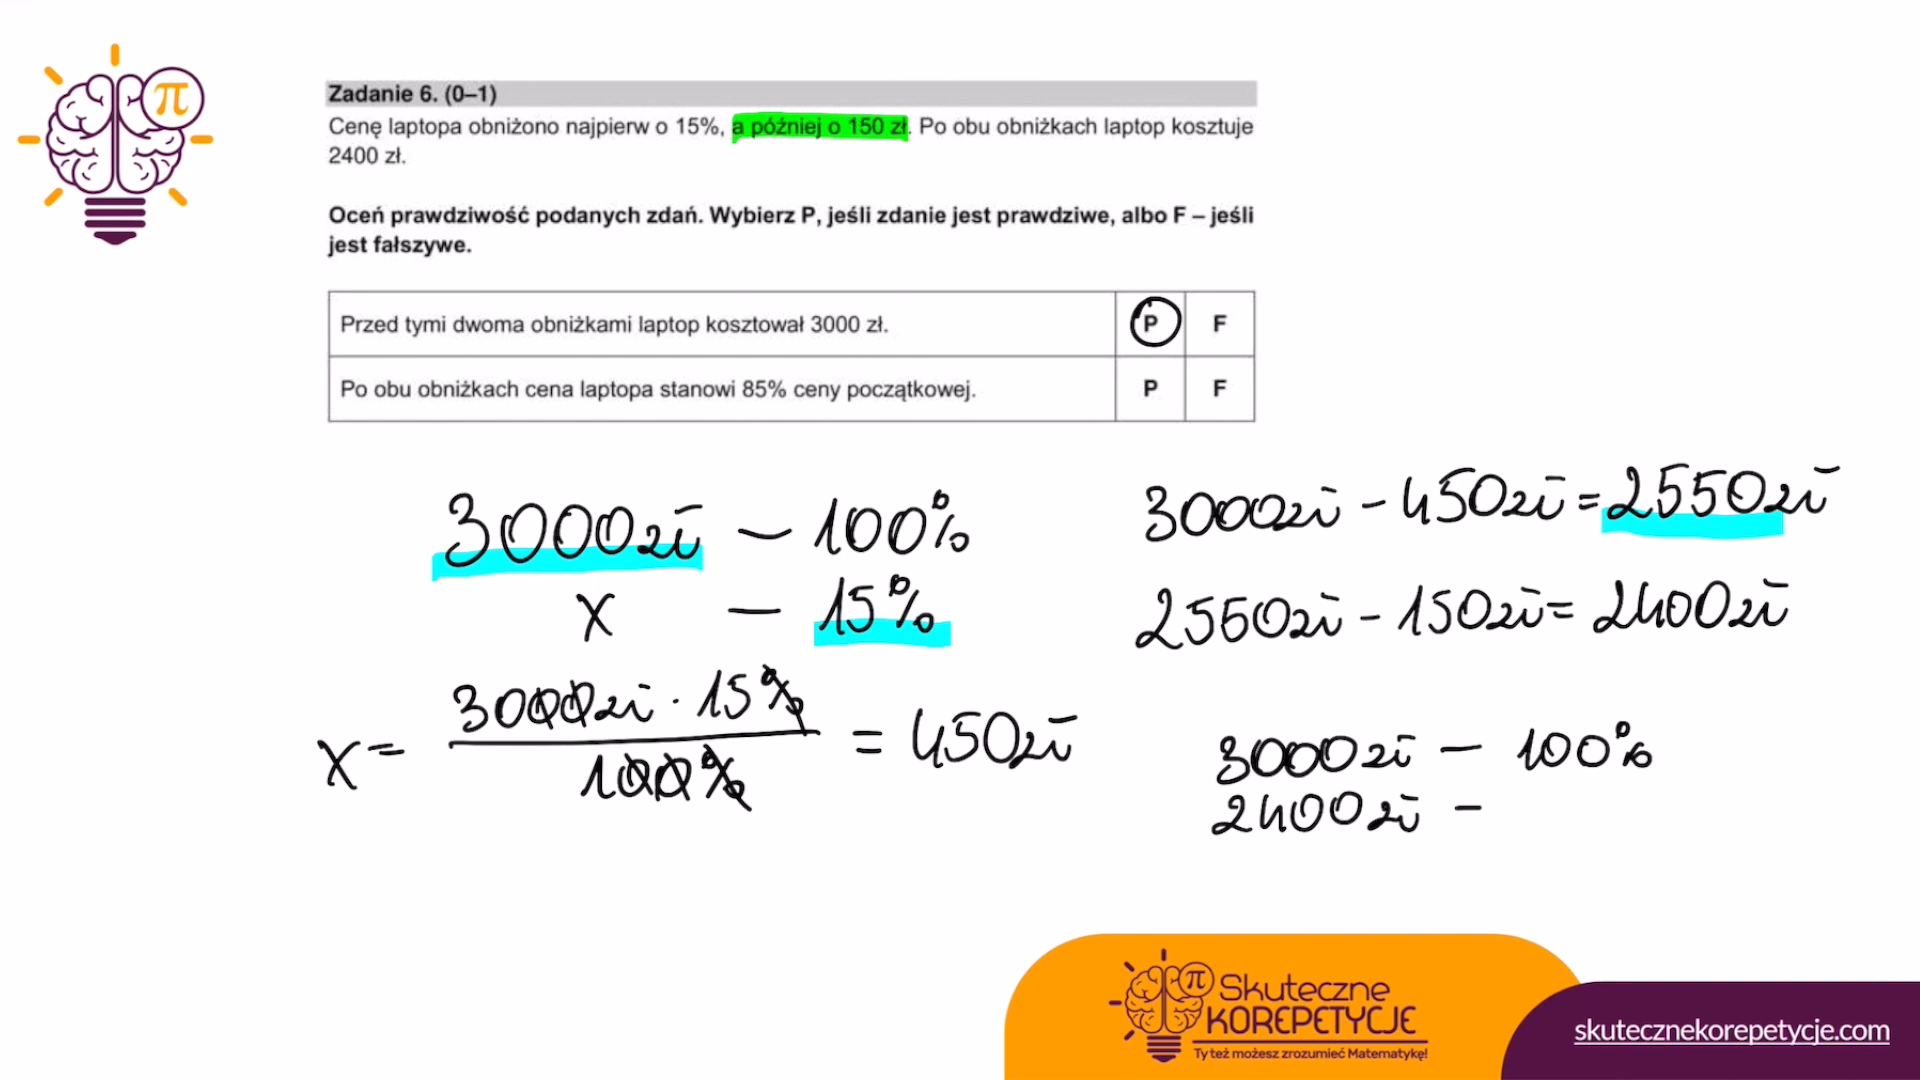 π
Zadanie 6. (0–1)
Cenę laptopa obniżono najpierw o 15%, a później o 150 zł. Po obu obniżkach laptop kosztuje
2400 zł.
Oceń prawdziwość podanych zdań. Wybierz P, jeśli zdanie jest prawdziwe, albo F – jeśli
jest fałszywe.
Przed tymi dwoma obniżkami laptop kosztował 3000 zł. P F
Po obu obniżkach cena laptopa stanowi 85% ceny początkowej. P F
3000zł – 100%
x – 15%
x = 3000zł · 15% / 100% = 450zł
3000zł – 450zł = 2550zł
2550zł – 150zł = 2400zł
3000zł – 100%
2400zł –
π
Skuteczne
KOREPETYCJE
Ty też możesz zrozumieć Matematykę!
skutecznekorepetycje.com